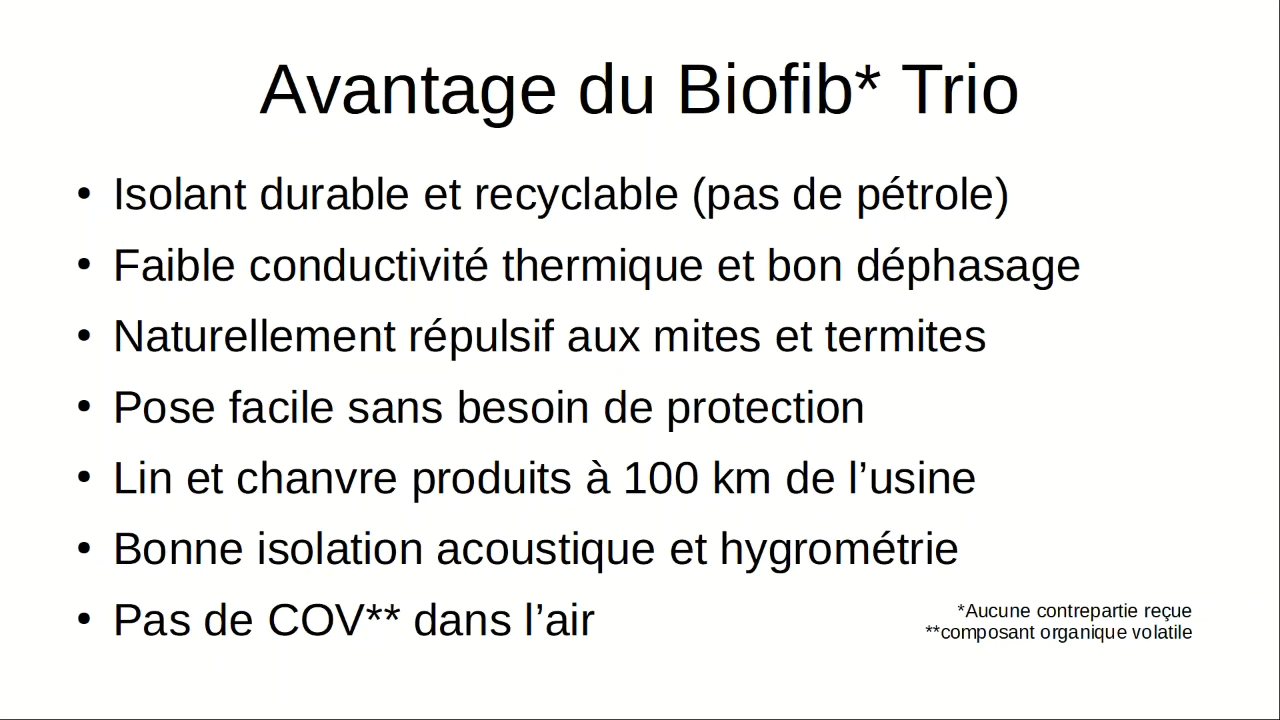 Avantage du Biofib* Trio
• Isolant durable et recyclable (pas de pétrole)
• Faible conductivité thermique et bon déphasage
• Naturellement répulsif aux mites et termites
• Pose facile sans besoin de protection
• Lin et chanvre produits à 100 km de l’usine
• Bonne isolation acoustique et hygrométrie
• Pas de COV** dans l’air
*Aucune contrepartie reçue
**composant organique volatile